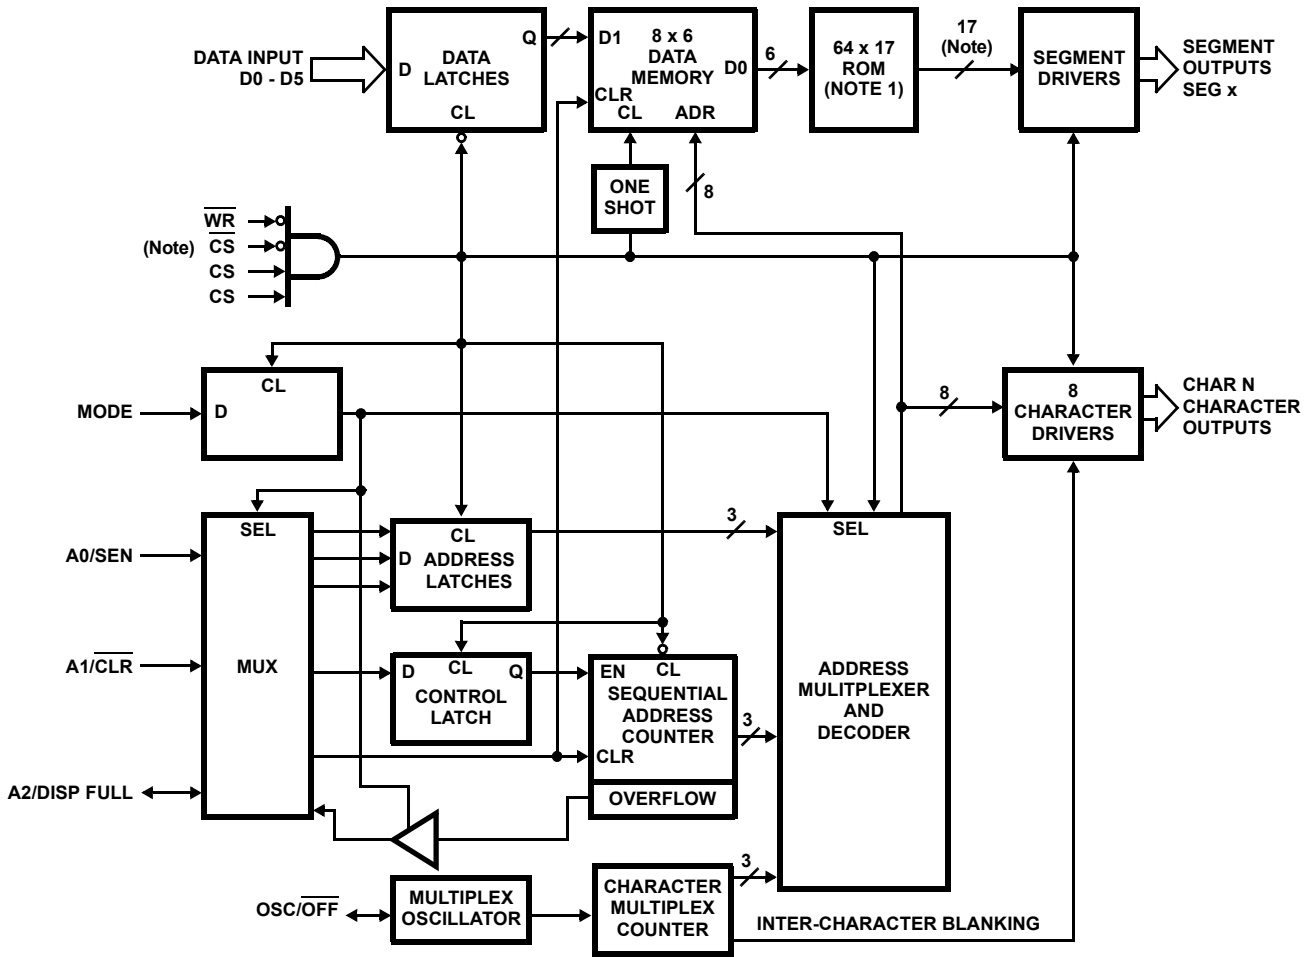 DATA INPUT
D0 - D5
D
DATA
LATCHES
Q
CL
D1
8 x 6
DATA
MEMORY
D0
CLR
CL
ADR
6
64 x 17
ROM
(NOTE 1)
17
(Note)
SEGMENT
DRIVERS
SEGMENT
OUTPUTS
SEG x
ONE
SHOT
8
WR
(Note) CS
CS
CS
MODE
CL
D
8
8
CHARACTER
DRIVERS
CHAR N
CHARACTER
OUTPUTS
A0/SEN
A1/CLR
A2/DISP FULL
SEL
MUX
CL
D
ADDRESS
LATCHES
3
SEL
ADDRESS
MULITPLEXER
AND
DECODER
D
CL
Q
CONTROL
LATCH
EN
CL
SEQUENTIAL
ADDRESS
COUNTER
CLR
OVERFLOW
3
OSC/OFF
MULTIPLEX
OSCILLATOR
CHARACTER
MULTIPLEX
COUNTER
3
INTER-CHARACTER BLANKING